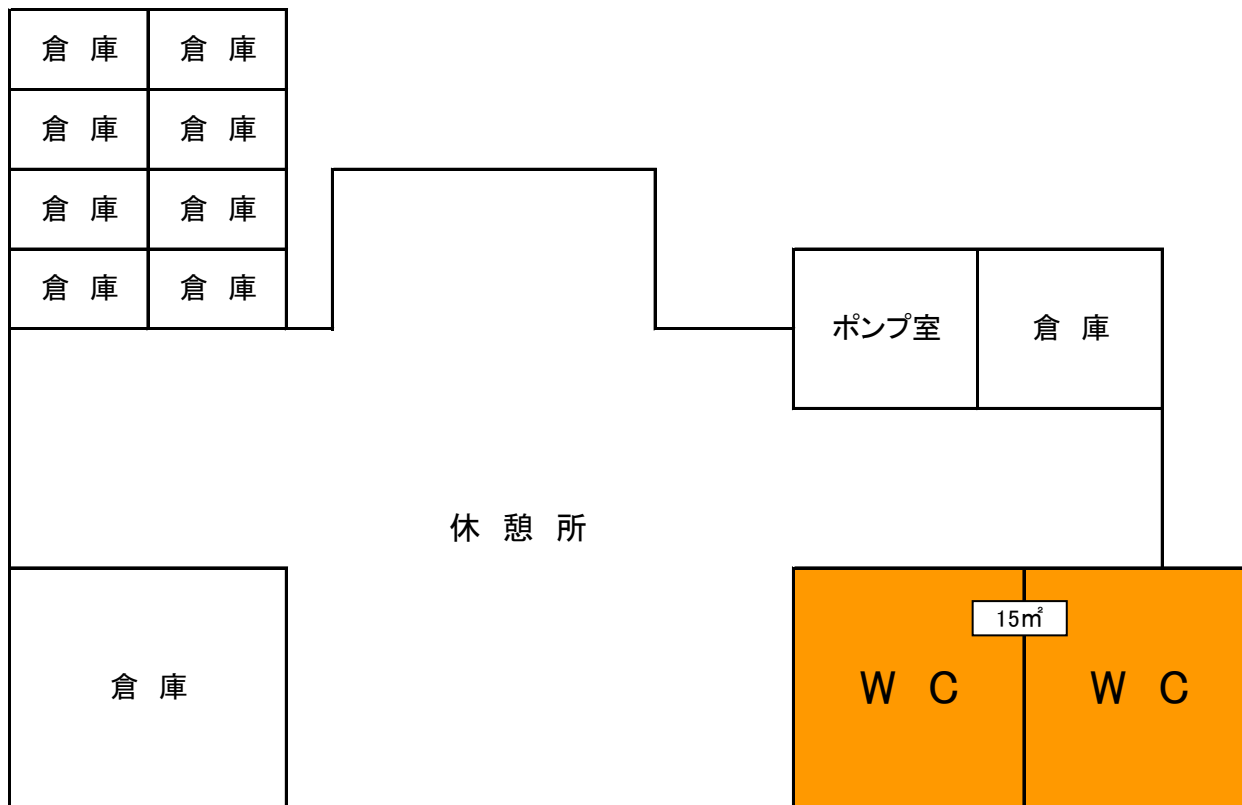 倉 庫 倉 庫
倉 庫 倉 庫
倉 庫 倉 庫
倉 庫 倉 庫
ポンプ室 倉 庫
休 憩 所
15㎡
倉 庫
W C W C